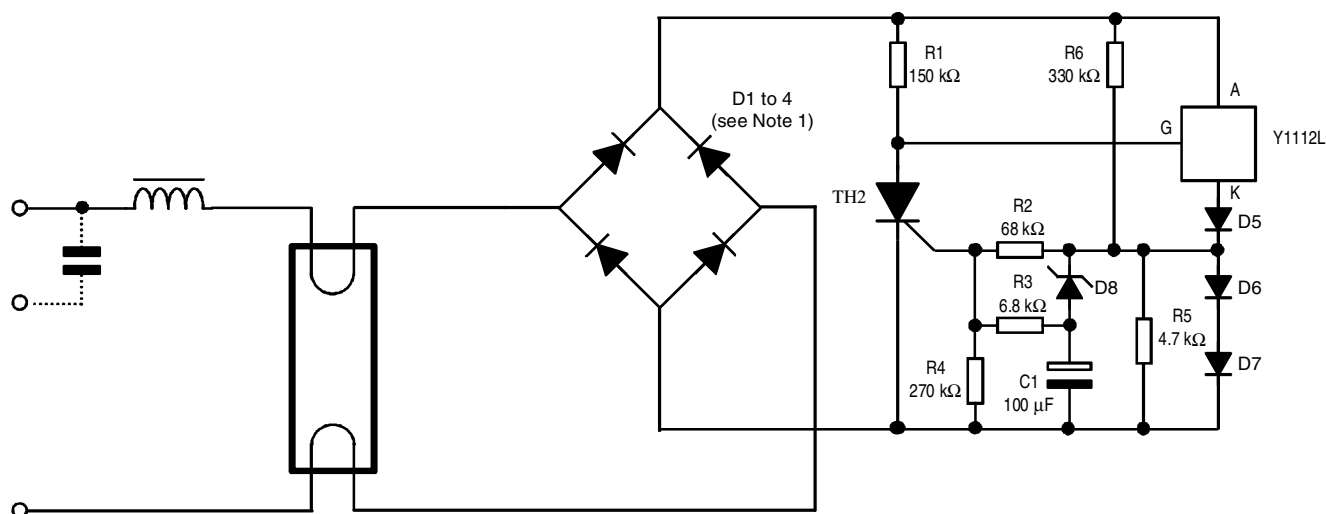 R1
150 kΩ
R6
330 kΩ
A
D1 to 4
(see Note 1)
G
Y1112L
K
TH2
R2
68 kΩ
D5
R3
6.8 kΩ
D8
D6
R5
4.7 kΩ
R4
270 kΩ
C1
100 µF
D7